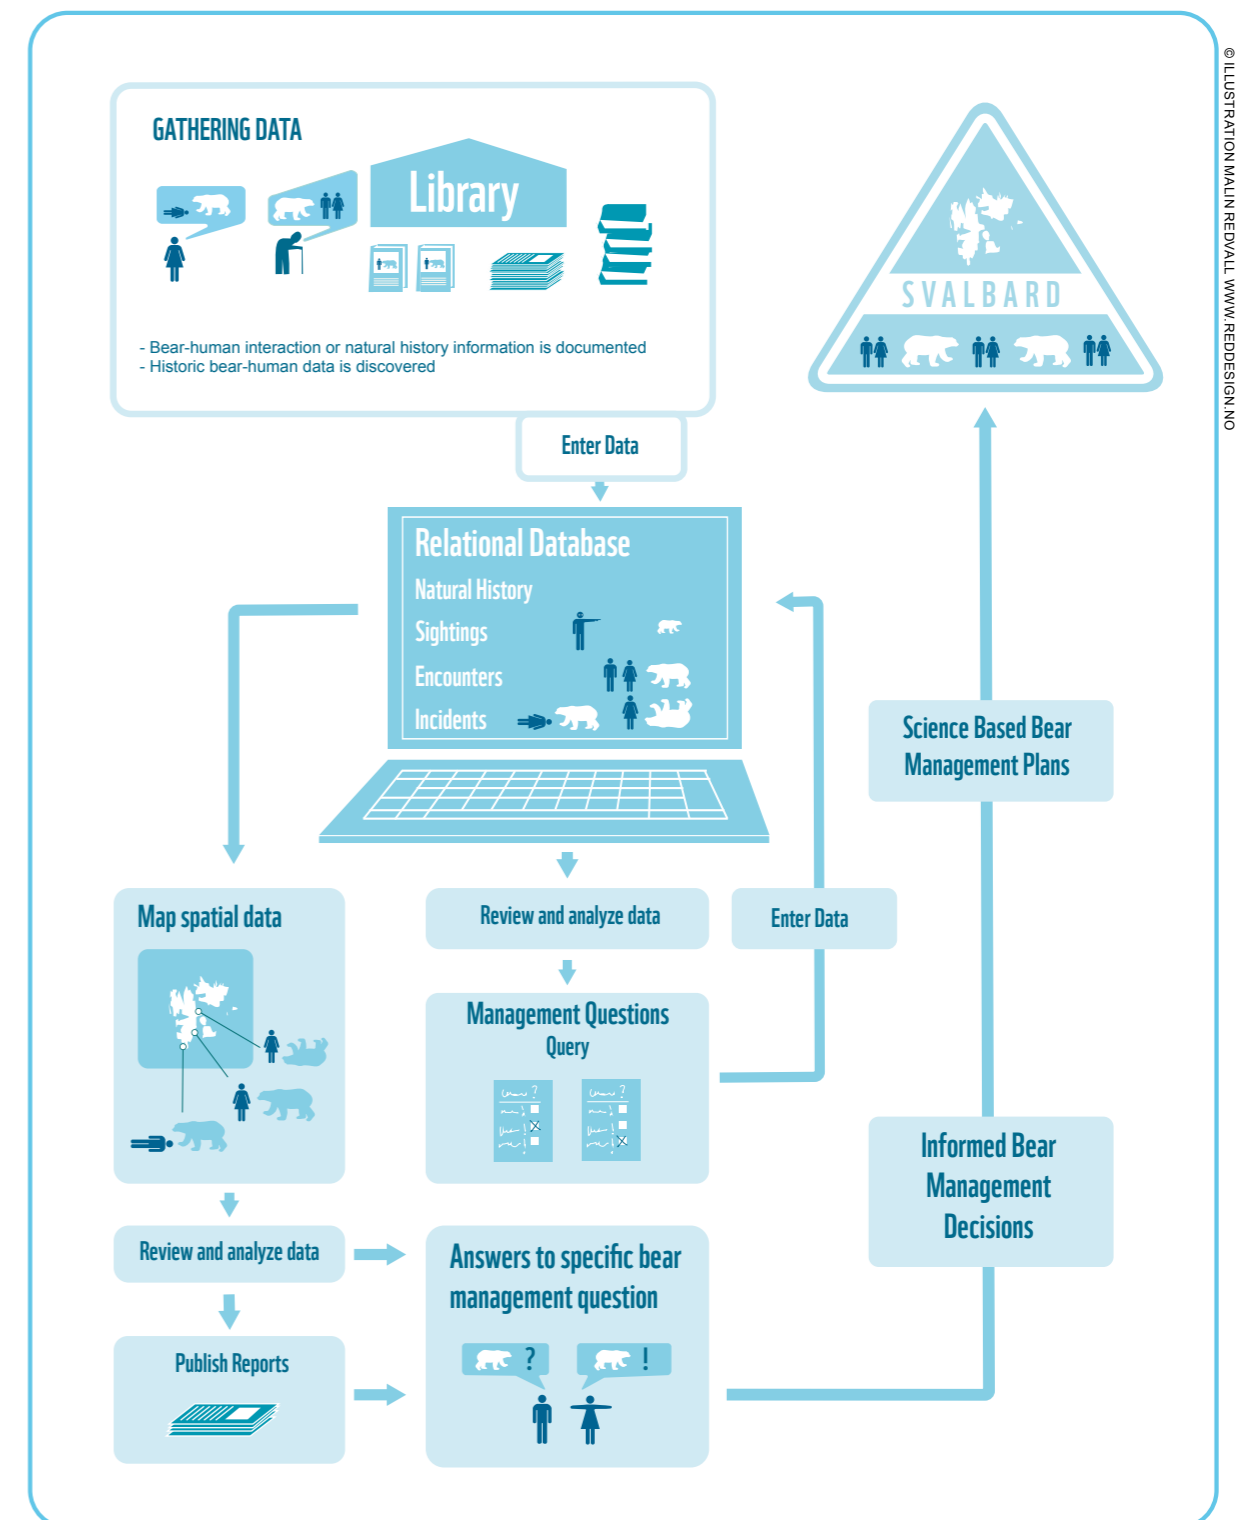 GATHERING DATA
Library
- Bear-human interaction or natural history information is documented
- Historic bear-human data is discovered
Enter Data
SVALBARD
© ILLUSTRATION MALIN REDVALL WWW.REDDESIGN.NO
Relational Database
Natural History
Sightings
Encounters
Incidents
Science Based Bear
Management Plans
Map spatial data
Review and analyze data
Enter Data
Management Questions
Query
?
?
Informed Bear
Management
Decisions
Review and analyze data
Answers to specific bear
management question
? !
Publish Reports